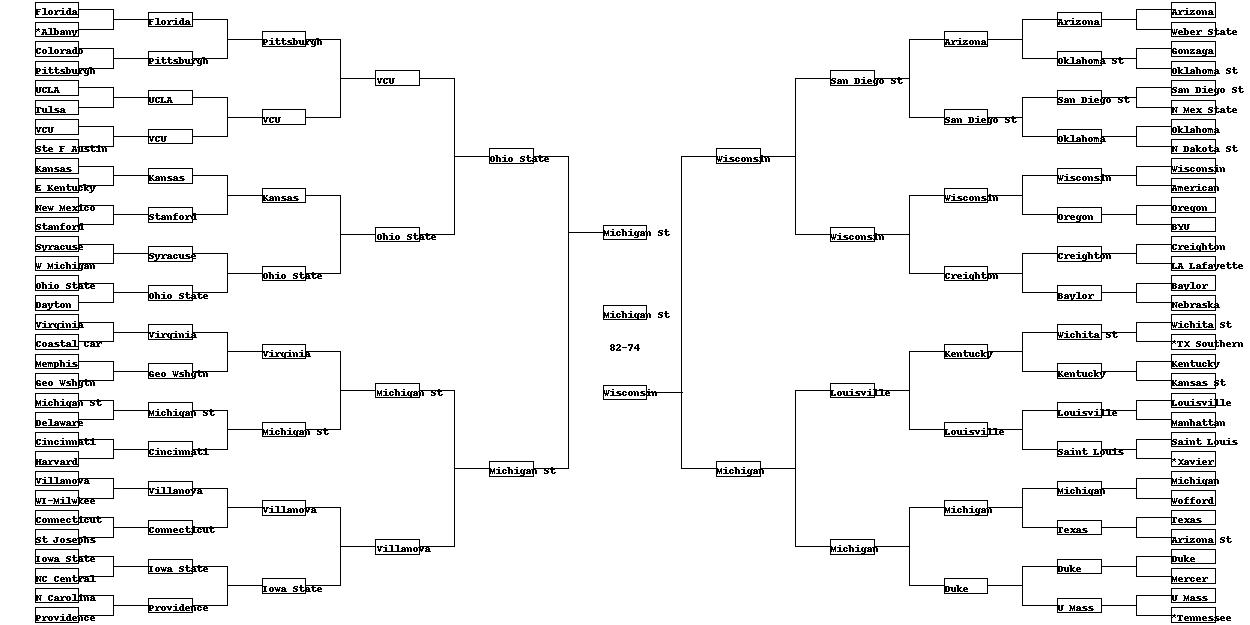 Florida
*Albany
Colorado
Pittsburgh
UCLA
Tulsa
VCU
Ste F Austin
Kansas
E Kentucky
New Mexico
Stanford
Syracuse
W Michigan
Ohio State
Dayton
Virginia
Coastal Car
Memphis
Geo Wshgtn
Michigan St
Delaware
Cincinnati
Harvard
Villanova
WI-Milwkee
Connecticut
St Josephs
Iowa State
NC Central
N Carolina
Providence
Florida
Pittsburgh
UCLA
VCU
Kansas
Stanford
Syracuse
Ohio State
Virginia
Geo Wshgtn
Michigan St
Cincinnati
Villanova
Connecticut
Iowa State
Providence
Pittsburgh
VCU
Kansas
Ohio State
Virginia
Michigan St
Villanova
Iowa State
VCU
Ohio State
Michigan St
Villanova
Ohio State
Michigan St
Michigan St
Michigan St
82-74
Wisconsin
Wisconsin
Michigan
San Diego St
Wisconsin
Louisville
Michigan
Arizona
San Diego St
Wisconsin
Creighton
Kentucky
Louisville
Michigan
Duke
Arizona
Oklahoma St
San Diego St
Oklahoma
Wisconsin
Oregon
Creighton
Baylor
Wichita St
Kentucky
Louisville
Saint Louis
Michigan
Texas
Duke
U Mass
Arizona
Weber State
Gonzaga
Oklahoma St
San Diego St
N Mex State
Oklahoma
N Dakota St
Wisconsin
American
Oregon
BYU
Creighton
LA Lafayette
Baylor
Nebraska
Wichita St
*TX Southern
Kentucky
Kansas St
Louisville
Manhattan
Saint Louis
*Xavier
Michigan
Wofford
Texas
Arizona St
Duke
Mercer
U Mass
*Tennessee